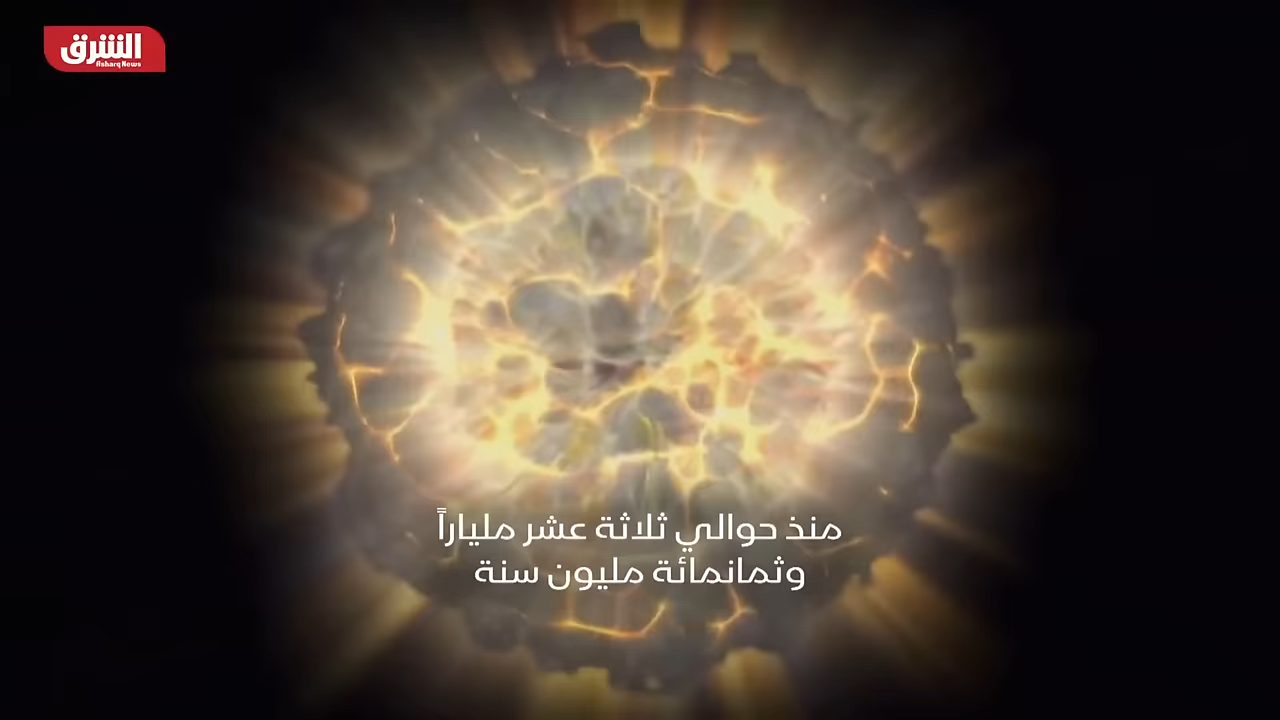 الشرق
Asharq News
منذ حوالي ثلاثة عشر ملياراً
وثمانمائة مليون سنة